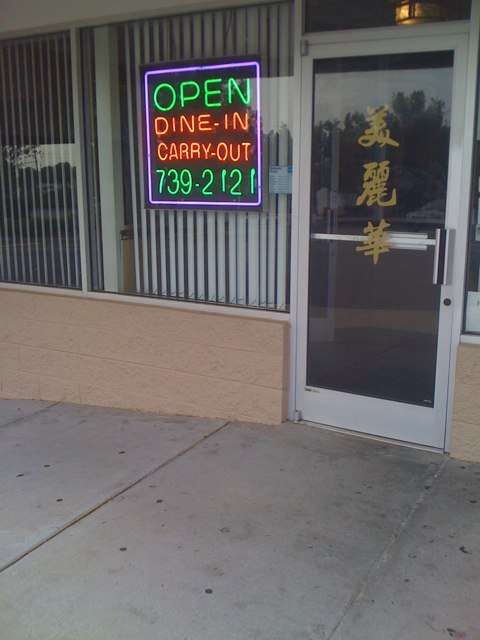 OPEN
DINE-IN
CARRY-OUT
739-2121
美麗華